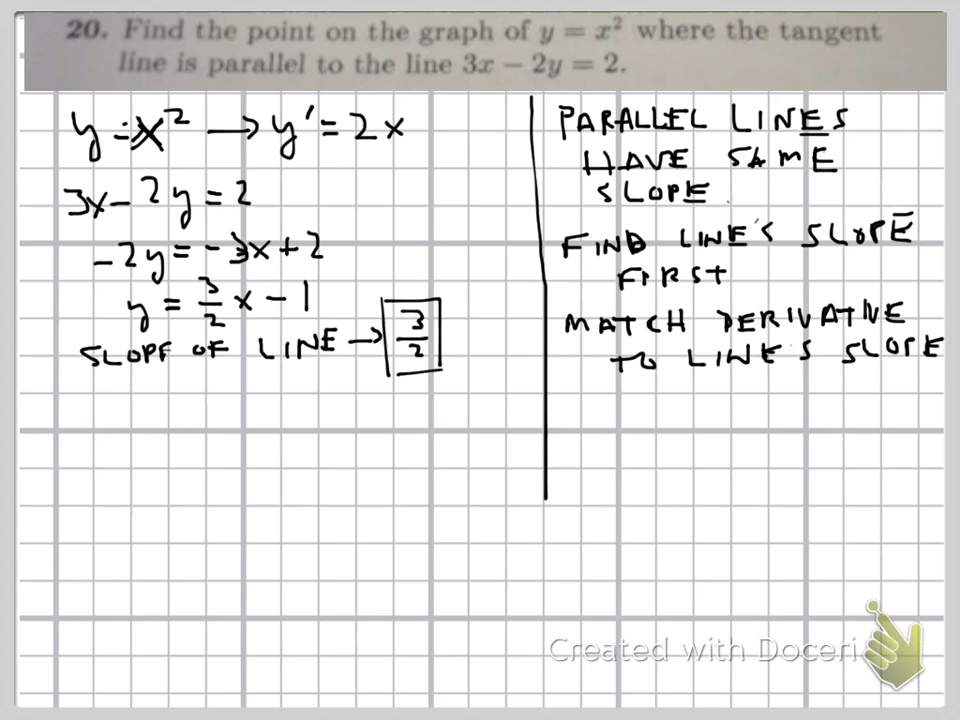 20. Find the point on the graph of y = x² where the tangent
line is parallel to the line 3x − 2y = 2.
y = x² → y' = 2x
3x − 2y = 2
−2y = −3x + 2
y = 3/2 x − 1
SLOPE OF LINE → 3/2
PARALLEL LINES
HAVE SAME
SLOPE.
FIND LINE'S SLOPE
FIRST
MATCH DERIVATIVE
TO LINE'S SLOPE
Created with Doceri